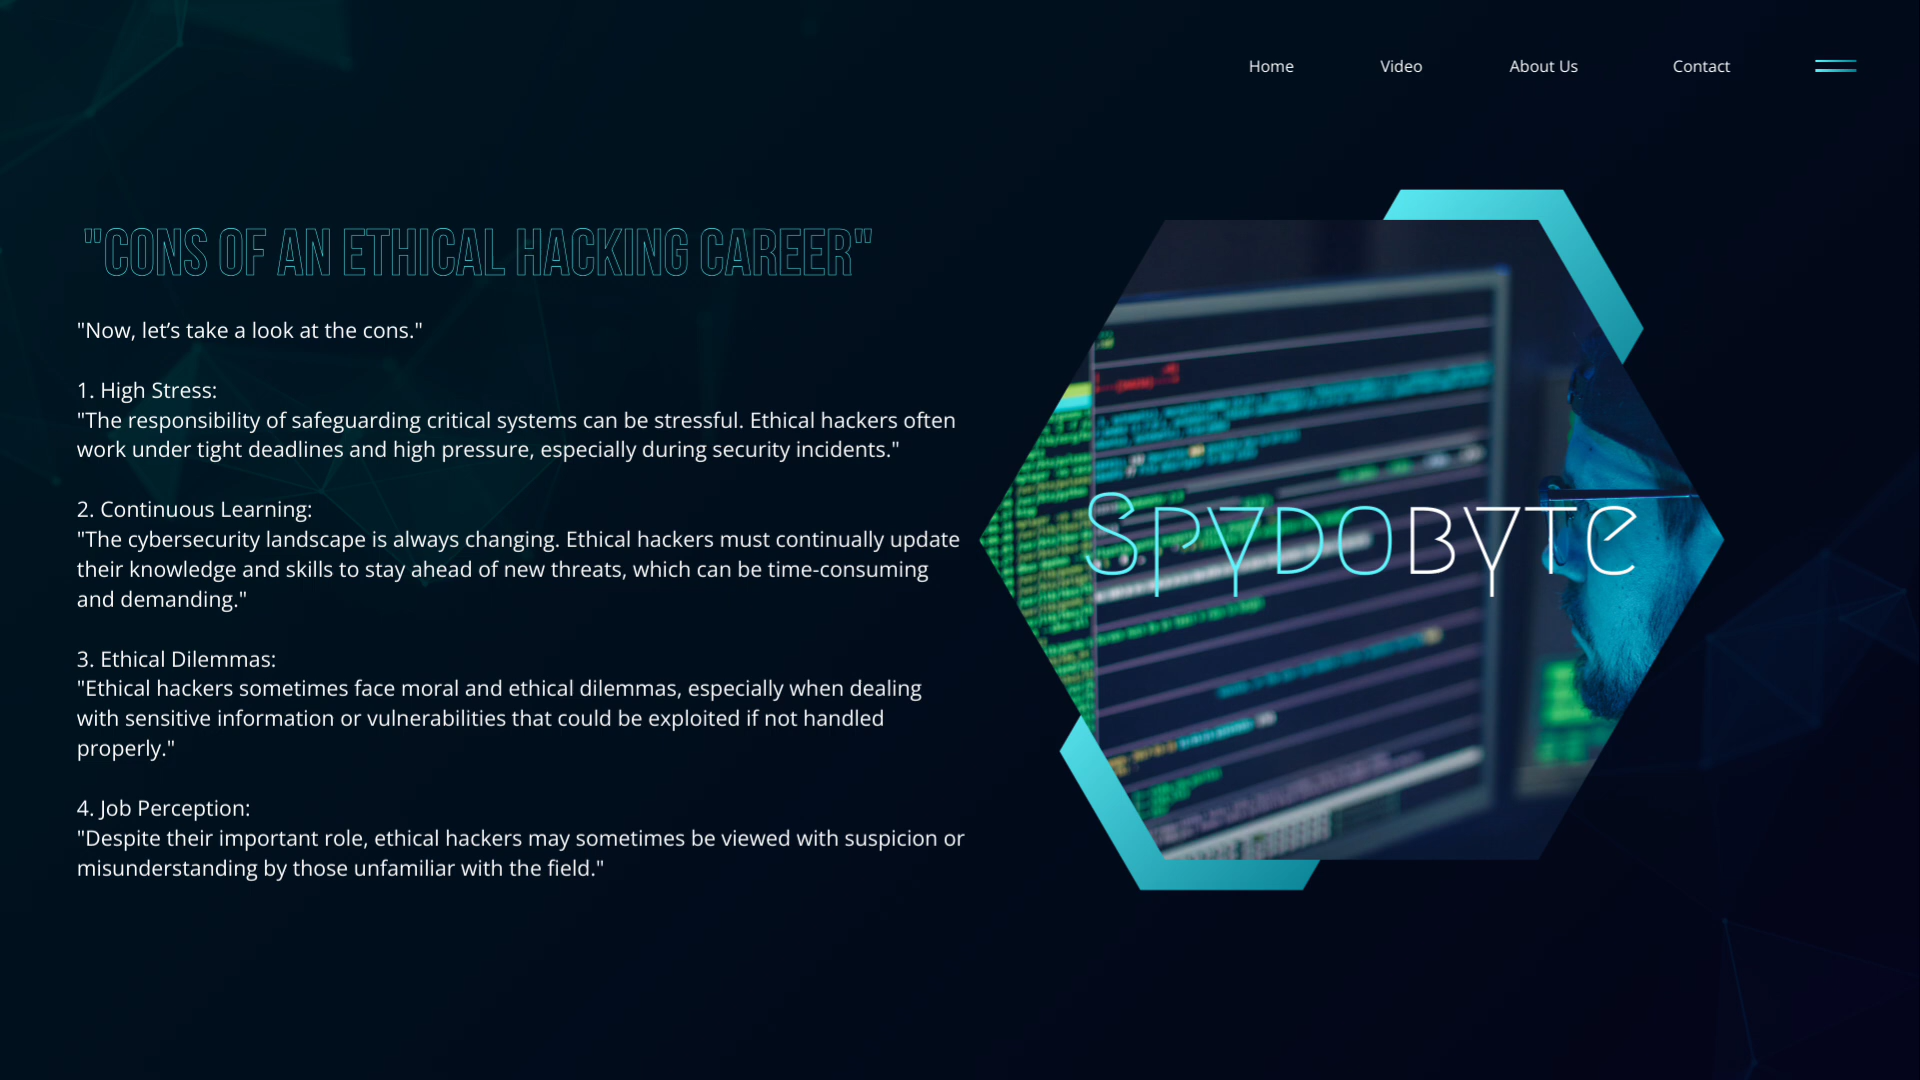 Home
Video
About Us
Contact
"CONS OF AN ETHICAL HACKING CAREER"
"Now, let’s take a look at the cons."
1. High Stress:
"The responsibility of safeguarding critical systems can be stressful. Ethical hackers often
work under tight deadlines and high pressure, especially during security incidents."
2. Continuous Learning:
"The cybersecurity landscape is always changing. Ethical hackers must continually update
their knowledge and skills to stay ahead of new threats, which can be time-consuming
and demanding."
3. Ethical Dilemmas:
"Ethical hackers sometimes face moral and ethical dilemmas, especially when dealing
with sensitive information or vulnerabilities that could be exploited if not handled
properly."
4. Job Perception:
"Despite their important role, ethical hackers may sometimes be viewed with suspicion or
misunderstanding by those unfamiliar with the field."
Spydobyte